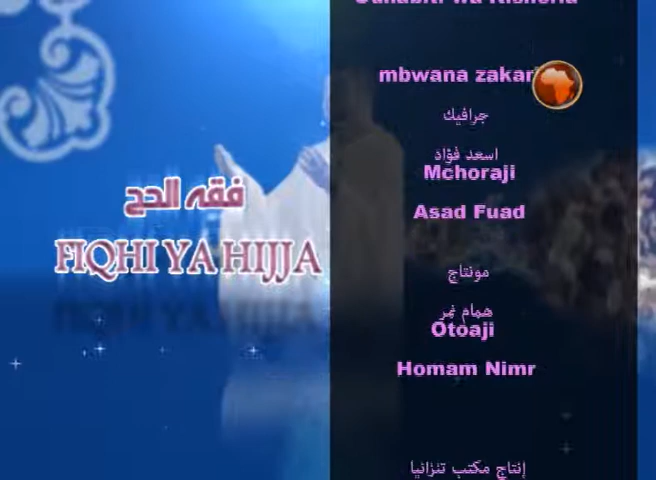 فقه الحج
FIQHI YA HIJJA
mbwana zakar
جرافيك
اسعد فؤاد
Mchoraji
Asad Fuad
مونتاج
همام نمر
Otoaji
Homam Nimr
إنتاج مكتب تنزانيا